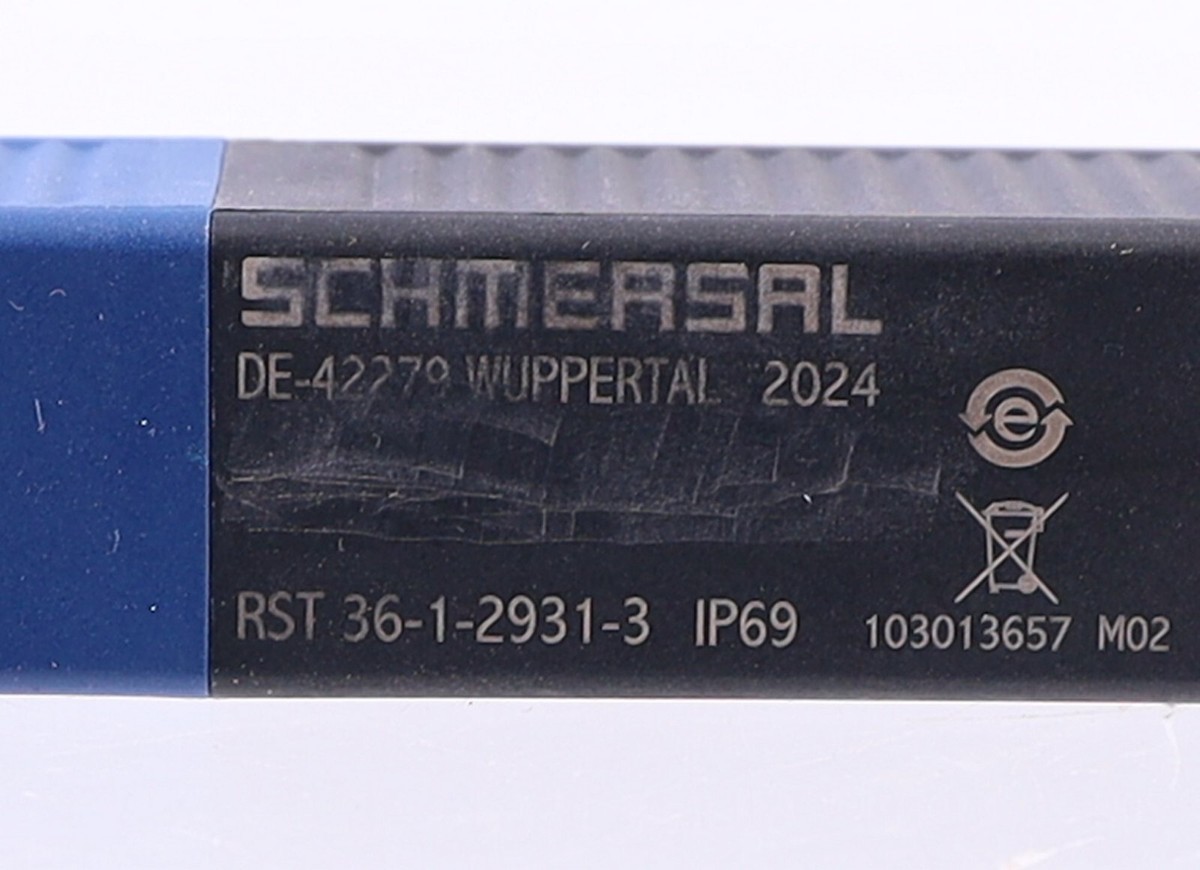 SCHMERSAL
DE-42279 WUPPERTAL 2024
e
RST 36-1-2931-3 IP69
103013657 M02